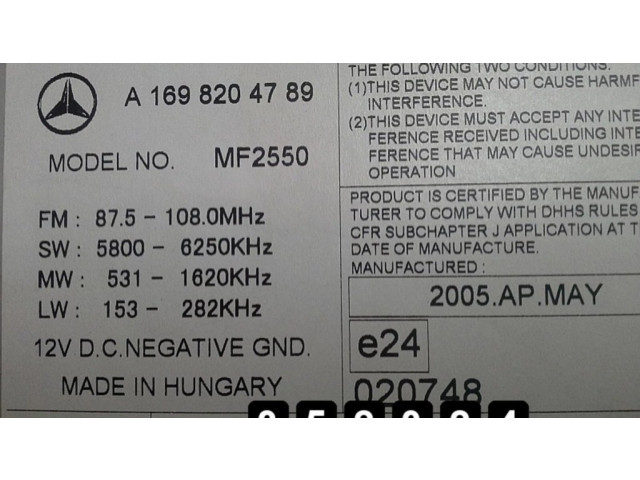 A 169 820 47 89
MODEL NO. MF2550
FM : 87.5 - 108.0MHz
SW : 5800 - 6250KHz
MW : 531 - 1620KHz
LW : 153 - 282KHz
12V D.C.NEGATIVE GND.
MADE IN HUNGARY
THE FOLLOWING TWO CONDITIONS.
(1)THIS DEVICE MAY NOT CAUSE HARMF
INTERFERENCE.
(2)THIS DEVICE MUST ACCEPT ANY INTE
FERENCE RECEIVED INCLUDING INTE
FERENCE THAT MAY CAUSE UNDESIR
OPERATION
PRODUCT IS CERTIFIED BY THE MANUF
TURER TO COMPLY WITH DHHS RULES
CFR SUBCHAPTER J APPLICATION AT T
DATE OF MANUFACTURE.
MANUFACTURED :
2005.AP.MAY
e24
020748